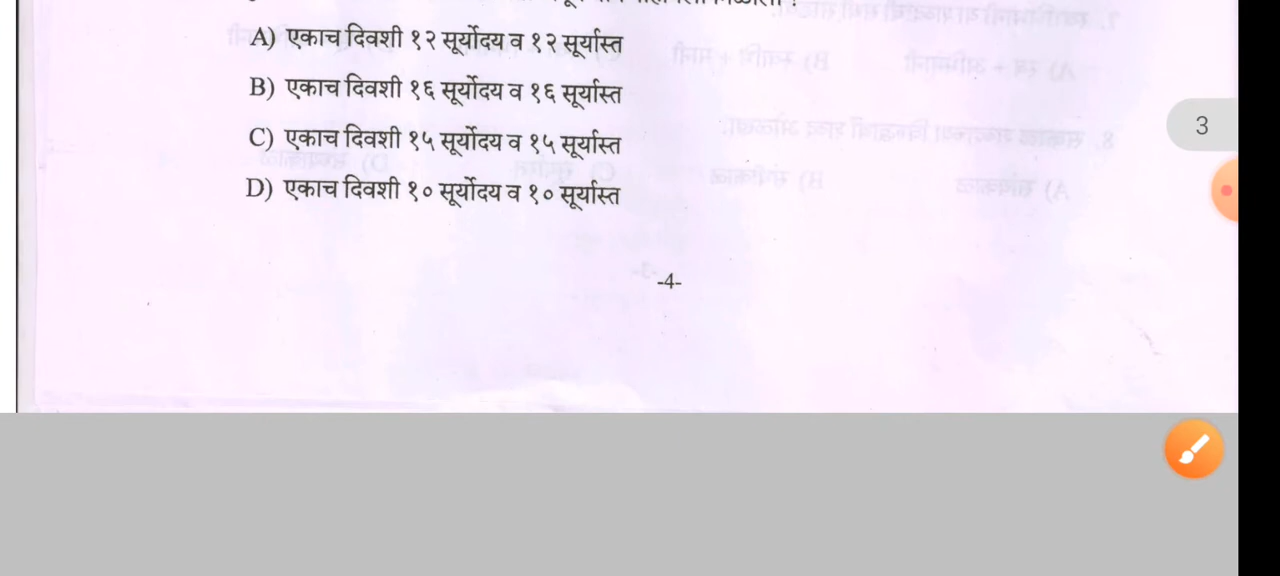 A) एकाच दिवशी १२ सूर्योदय व १२ सूर्यास्त
B) एकाच दिवशी १६ सूर्योदय व १६ सूर्यास्त
C) एकाच दिवशी १५ सूर्योदय व १५ सूर्यास्त
D) एकाच दिवशी १० सूर्योदय व १० सूर्यास्त
-4-
3